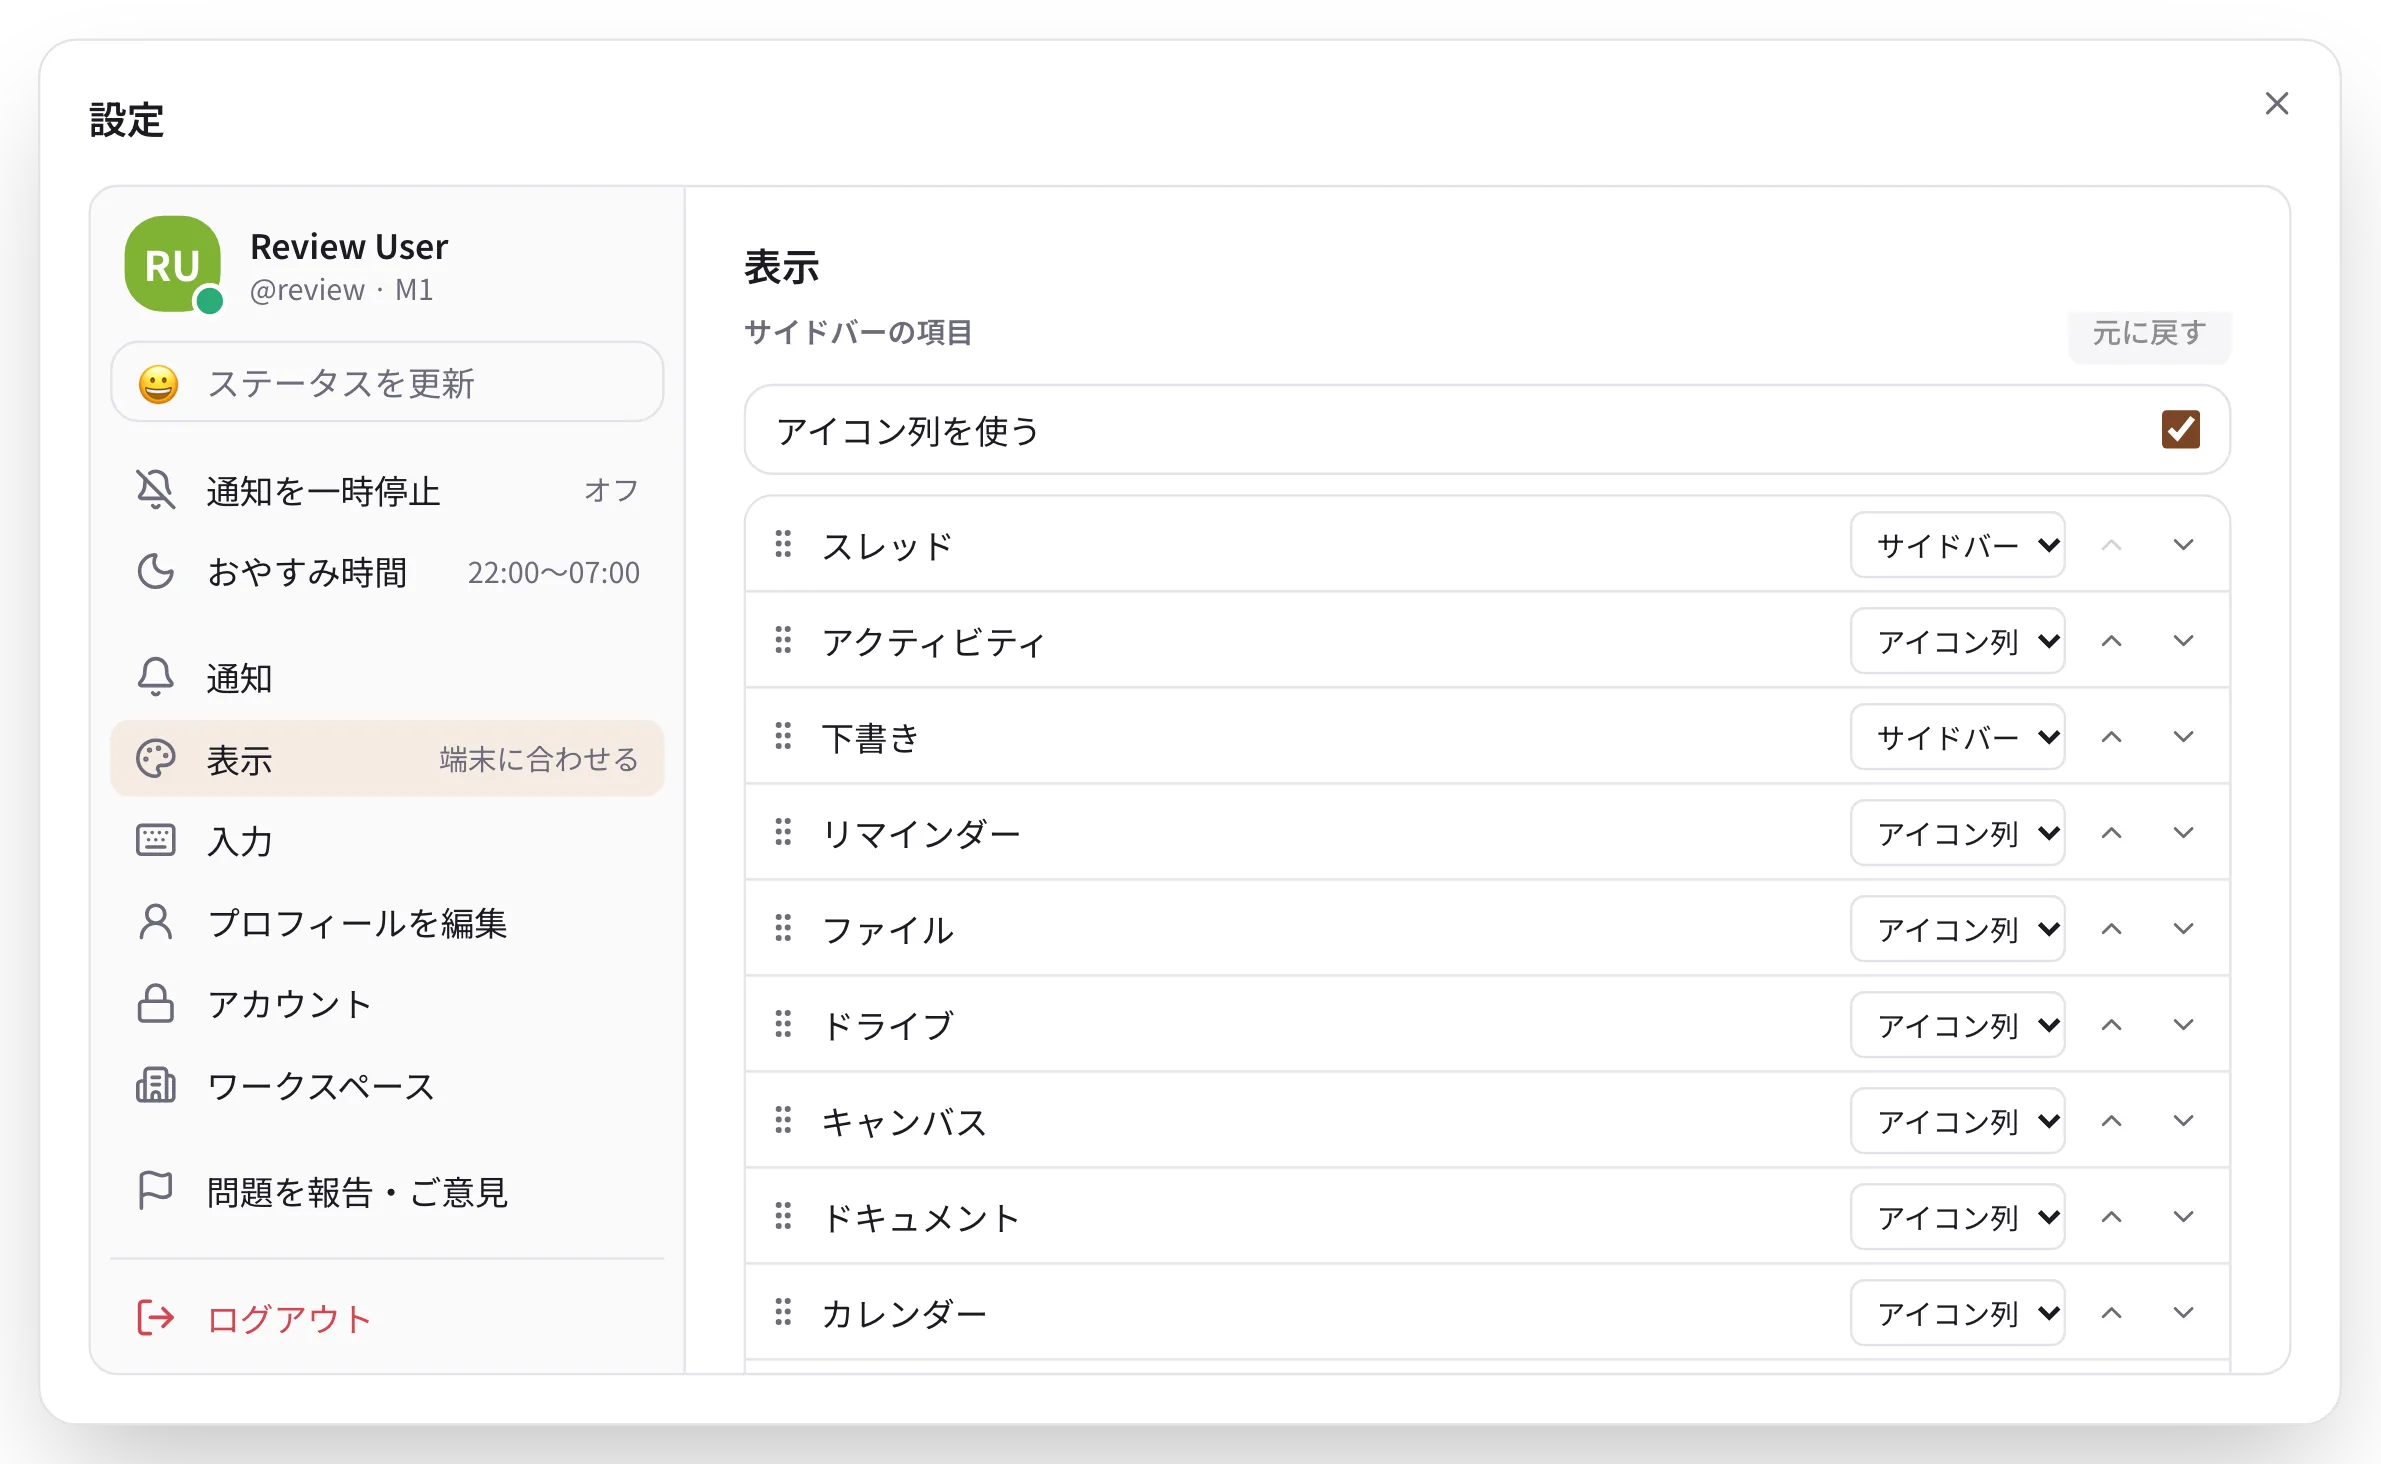 設定
RU
Review User
@review · M1
ステータスを更新
通知を一時停止 オフ
おやすみ時間 22:00〜07:00
通知
表示 端末に合わせる
入力
プロフィールを編集
アカウント
ワークスペース
問題を報告・ご意見
ログアウト
表示
サイドバーの項目 元に戻す
アイコン列を使う
スレッド サイドバー
アクティビティ アイコン列
下書き サイドバー
リマインダー アイコン列
ファイル アイコン列
ドライブ アイコン列
キャンバス アイコン列
ドキュメント アイコン列
カレンダー アイコン列